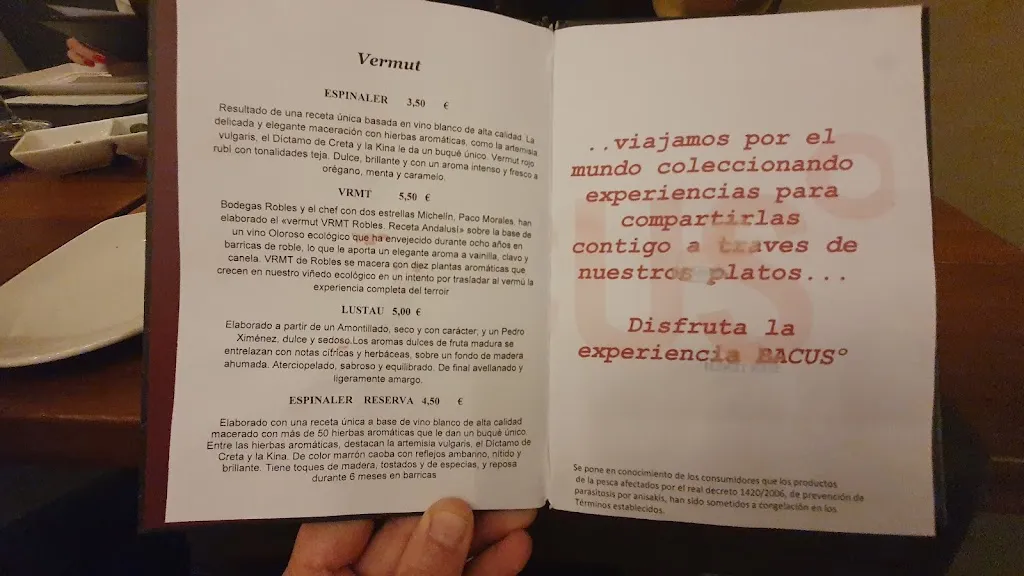 Vermut
ESPINALER 3,50 €
Resultado de una receta única basada en vino blanco de alta calidad. La
delicada y elegante maceración con hierbas aromáticas, como la artemisia
vulgaris, el Díctamo de Creta y la Kina le da un buqué único. Vermut rojo
rubí con tonalidades teja. Dulce, brillante y con un aroma intenso y fresco a
orégano, menta y caramelo.
VRMT 5,50 €
Bodegas Robles y el chef con dos estrellas Michelín, Paco Morales, han
elaborado el «vermut VRMT Robles. Receta Andalusí» sobre la base de
un vino Oloroso ecológico que ha envejecido durante ocho años en
barricas de roble, lo que le aporta un elegante aroma a vainilla, clavo y
canela. VRMT de Robles se macera con diez plantas aromáticas que
crecen en nuestro viñedo ecológico en un intento por trasladar al vermú la
experiencia completa del terroir
LUSTAU 5,00 €
Elaborado a partir de un Amontillado, seco y con carácter; y un Pedro
Ximénez, dulce y sedoso.Los aromas dulces de fruta madura se
entrelazan con notas cítricas y herbáceas, sobre un fondo de madera
ahumada. Aterciopelado, sabroso y equilibrado. De final avellanado y
ligeramente amargo.
ESPINALER RESERVA 4,50 €
Elaborado con una receta única a base de vino blanco de alta calidad
macerado con más de 50 hierbas aromáticas que le dan un buqué único.
Entre las hierbas aromáticas, destacan la artemisia vulgaris, el Díctamo de
Creta y la Kina. De color marrón caoba con reflejos ambarino, nítido y
brillante. Tiene toques de madera, tostados y de especias, y reposa
durante 6 meses en barricas
..viajamos por el
mundo coleccionando
experiencias para
compartirlas
contigo a traves de
nuestros platos...
Disfruta la
experiencia BACUS°
Se pone en conocimiento de los consumidores que los productos
de la pesca afectados por el real decreto 1420/2006, de prevención de
parasitosis por anisakis, han sido sometidos a congelación en los
Términos establecidos.